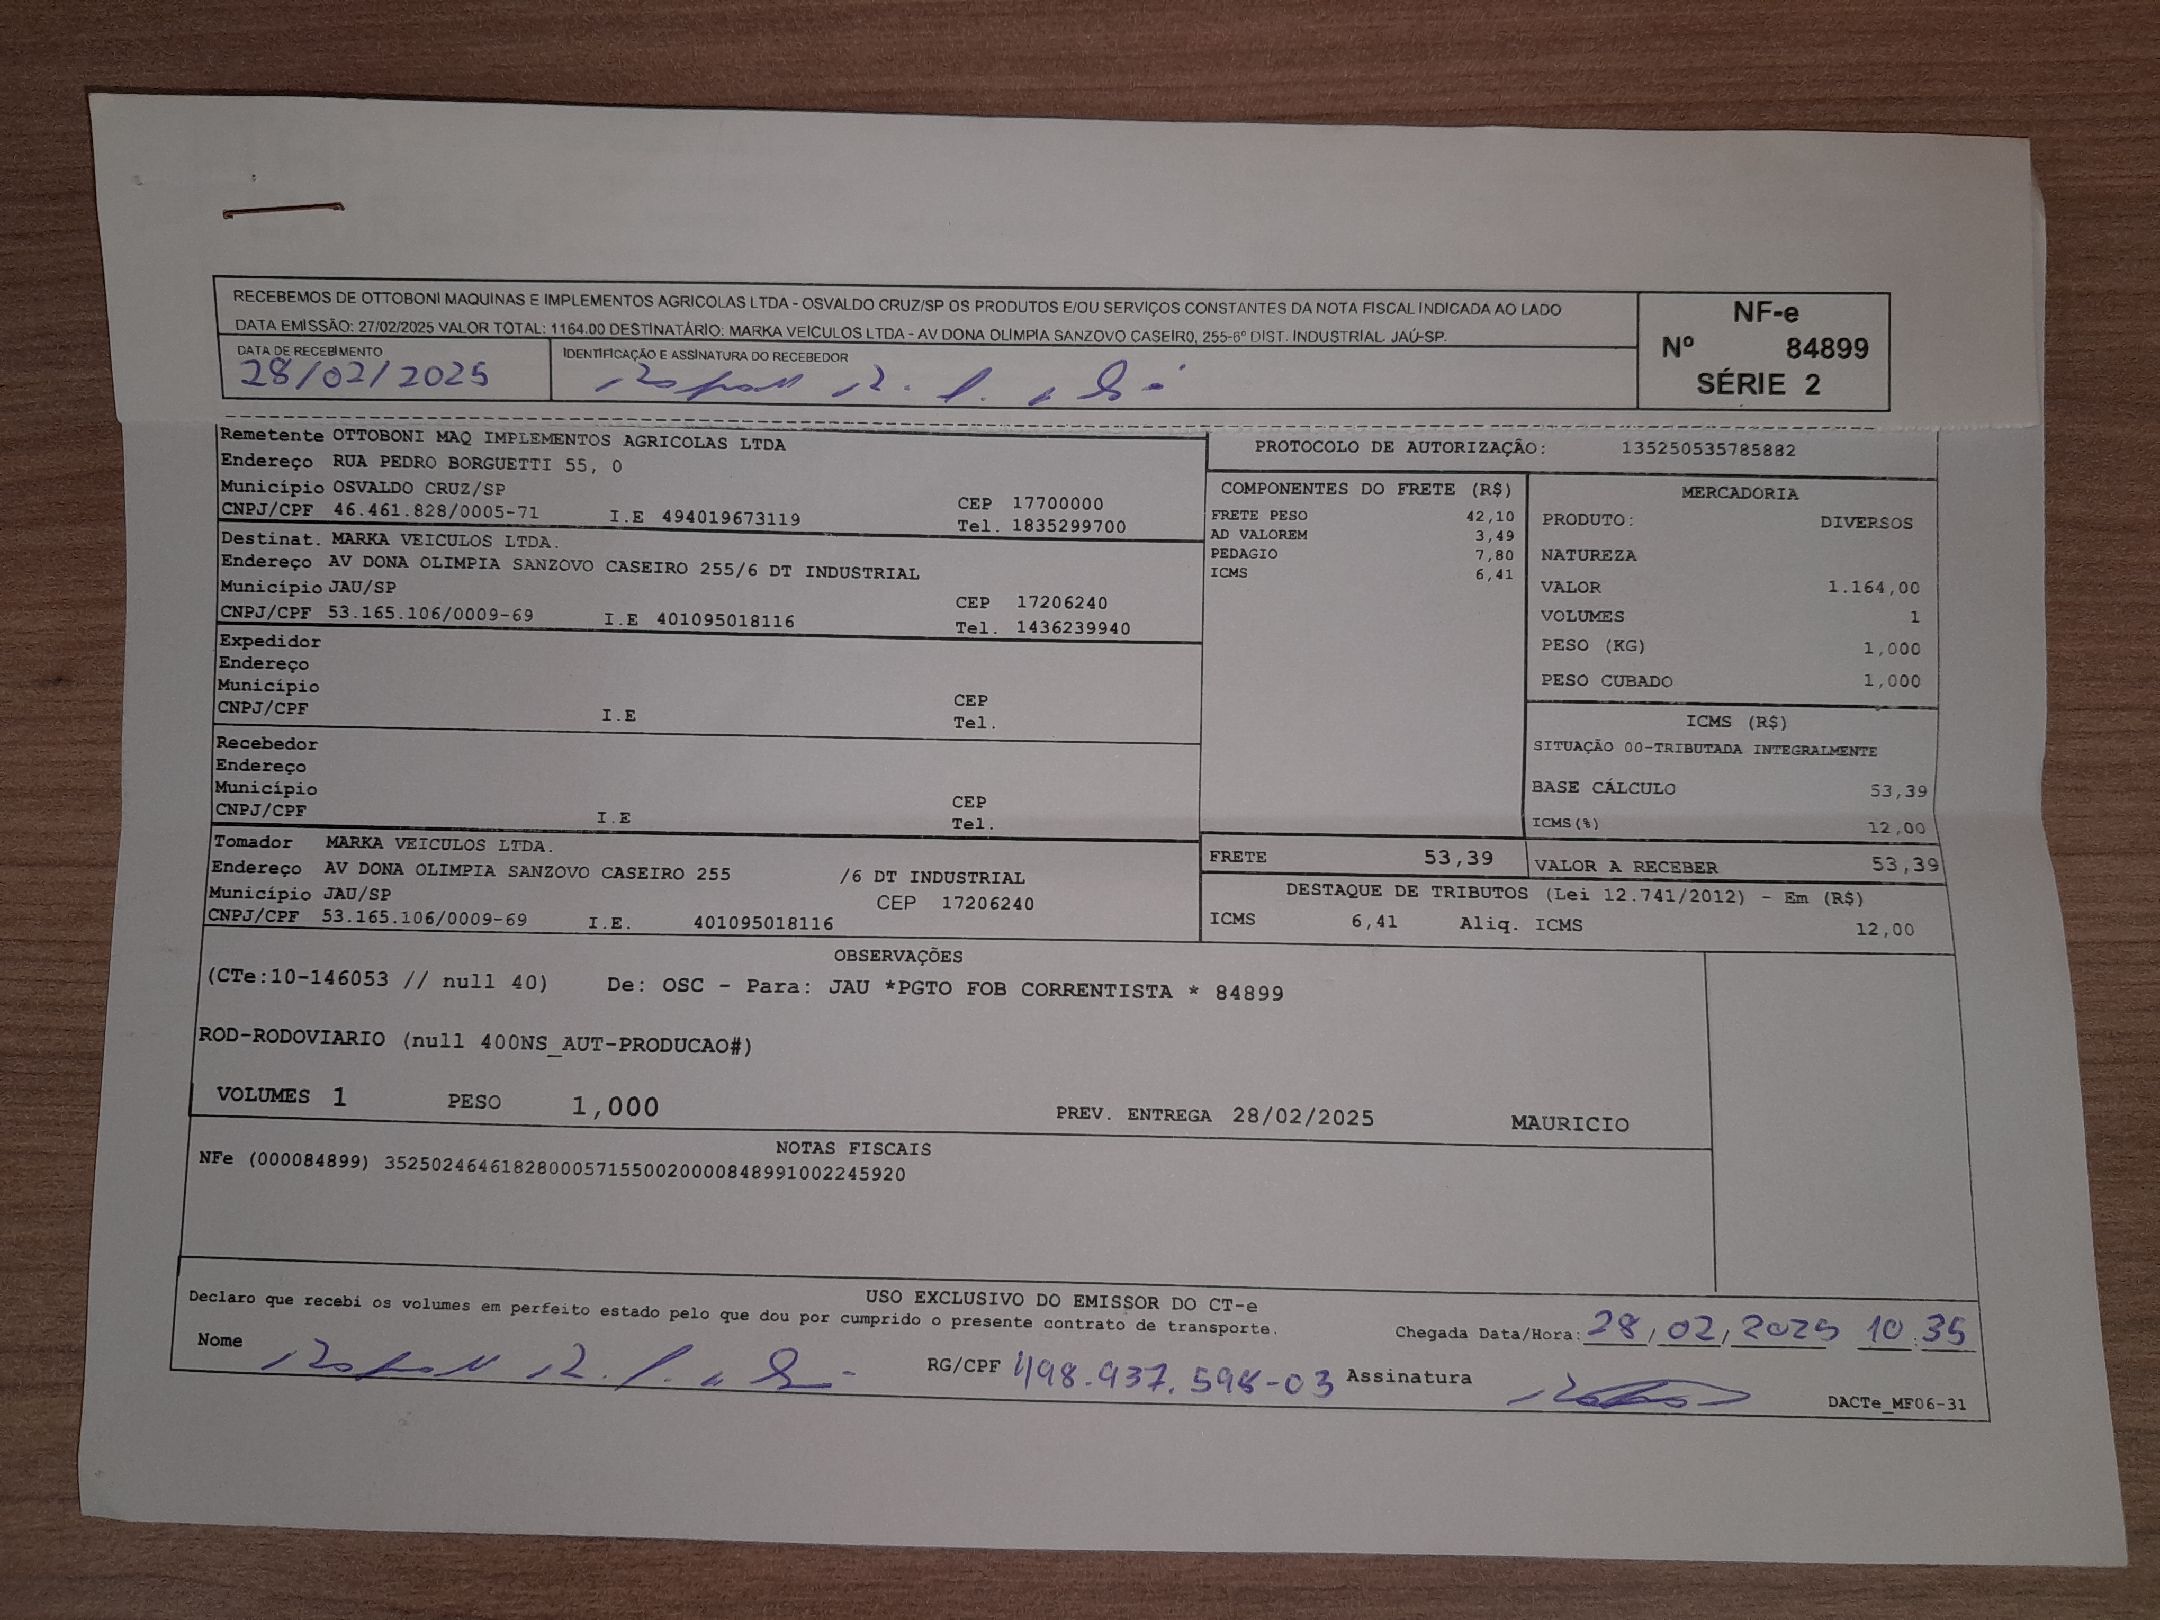 RECEBEMOS DE OTTOBONI MAQUINAS E IMPLEMENTOS AGRICOLAS LTDA - OSVALDO CRUZ/SP OS PRODUTOS E/OU SERVIÇOS CONSTANTES DA NOTA FISCAL INDICADA AO LADO
DATA EMISSÃO: 27/02/2025 VALOR TOTAL: 1164.00 DESTINATÁRIO: MARKA VEICULOS LTDA - AV DONA OLIMPIA SANZOVO CASEIRO, 255-6º DIST. INDUSTRIAL JAÚ-SP.
DATA DE RECEBIMENTO
28/02/2025
IDENTIFICAÇÃO E ASSINATURA DO RECEBEDOR
NF-e
Nº 84899
SÉRIE 2
Remetente OTTOBONI MAQ IMPLEMENTOS AGRICOLAS LTDA
Endereço RUA PEDRO BORGUETTI 55, 0
Município OSVALDO CRUZ/SP CEP 17700000
CNPJ/CPF 46.461.828/0005-71 I.E 494019673119 Tel. 1835299700
Destinat. MARKA VEICULOS LTDA.
Endereço AV DONA OLIMPIA SANZOVO CASEIRO 255/6 DT INDUSTRIAL
Município JAU/SP CEP 17206240
CNPJ/CPF 53.165.106/0009-69 I.E 401095018116 Tel. 1436239940
Expedidor
Endereço
Município CEP
CNPJ/CPF I.E Tel.
Recebedor
Endereço
Município CEP
CNPJ/CPF I.E Tel.
Tomador MARKA VEICULOS LTDA.
Endereço AV DONA OLIMPIA SANZOVO CASEIRO 255 /6 DT INDUSTRIAL
Município JAU/SP CEP 17206240
CNPJ/CPF 53.165.106/0009-69 I.E. 401095018116
PROTOCOLO DE AUTORIZAÇÃO: 135250535785882
COMPONENTES DO FRETE (R$)
FRETE PESO 42,10
AD VALOREM 3,49
PEDAGIO 7,80
ICMS 6,41
MERCADORIA
PRODUTO: DIVERSOS
NATUREZA
VALOR 1.164,00
VOLUMES 1
PESO (KG) 1,000
PESO CUBADO 1,000
ICMS (R$)
SITUAÇÃO 00-TRIBUTADA INTEGRALMENTE
BASE CÁLCULO 53,39
ICMS(%) 12,00
FRETE 53,39 VALOR A RECEBER 53,39
DESTAQUE DE TRIBUTOS (Lei 12.741/2012) - Em (R$)
ICMS 6,41 Aliq. ICMS 12,00
OBSERVAÇÕES
(CTe:10-146053 // null 40) De: OSC - Para: JAU *PGTO FOB CORRENTISTA * 84899
ROD-RODOVIARIO (null 400NS_AUT-PRODUCAO#)
VOLUMES 1 PESO 1,000 PREV. ENTREGA 28/02/2025 MAURICIO
NOTAS FISCAIS
NFe (000084899) 35250246461828000571550020000848991002245920
USO EXCLUSIVO DO EMISSOR DO CT-e
Declaro que recebi os volumes em perfeito estado pelo que dou por cumprido o presente contrato de transporte.
Chegada Data/Hora: 28/02/2025 10:35
Nome RG/CPF 498.937.598-03 Assinatura
DACTe_MF06-31